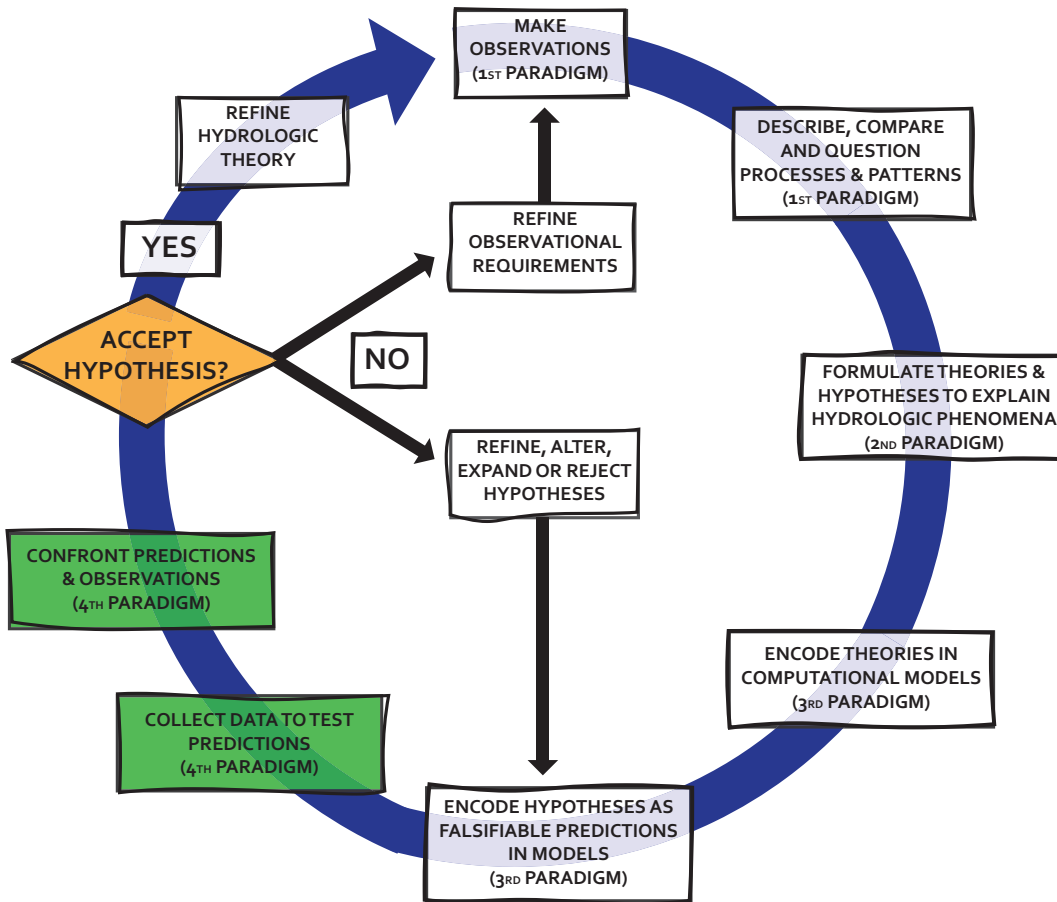 MAKE
OBSERVATIONS
(1ST PARADIGM)
DESCRIBE, COMPARE
AND QUESTION
PROCESSES & PATTERNS
(1ST PARADIGM)
FORMULATE THEORIES &
HYPOTHESES TO EXPLAIN
HYDROLOGIC PHENOMENA
(2ND PARADIGM)
ENCODE THEORIES IN
COMPUTATIONAL MODELS
(3RD PARADIGM)
ENCODE HYPOTHESES AS
FALSIFIABLE PREDICTIONS
IN MODELS
(3RD PARADIGM)
COLLECT DATA TO TEST
PREDICTIONS
(4TH PARADIGM)
CONFRONT PREDICTIONS
& OBSERVATIONS
(4TH PARADIGM)
ACCEPT
HYPOTHESIS?
YES
REFINE
HYDROLOGIC
THEORY
NO
REFINE
OBSERVATIONAL
REQUIREMENTS
REFINE, ALTER,
EXPAND OR REJECT
HYPOTHESES